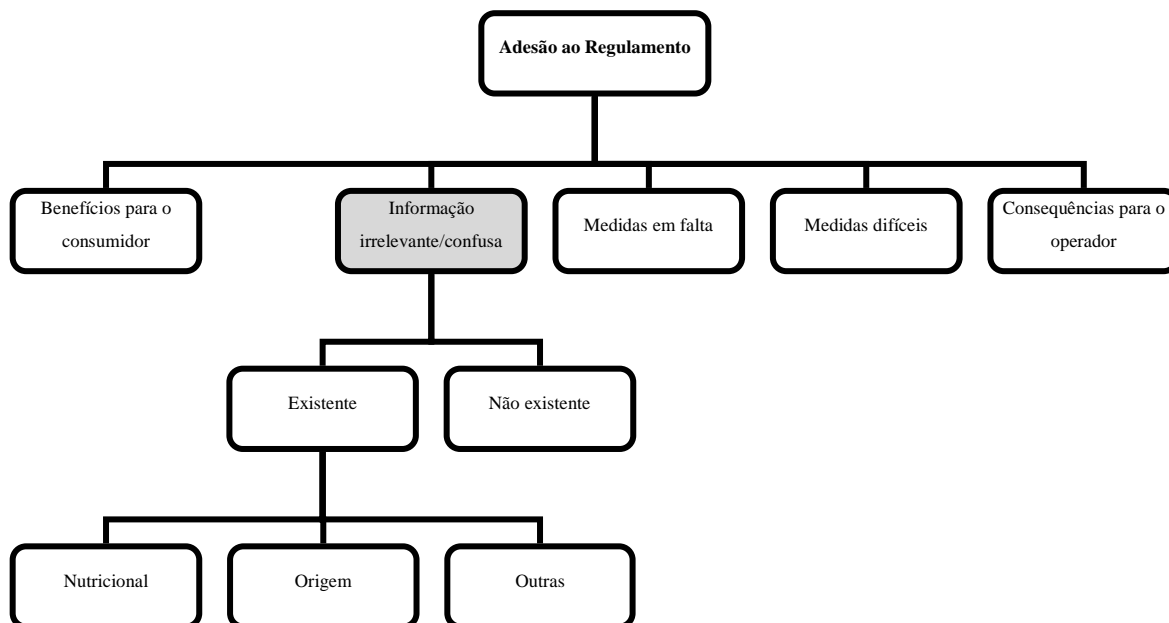 Adesão ao Regulamento
Benefícios para o
consumidor
Informação
irrelevante/confusa
Medidas em falta
Medidas difíceis
Consequências para o
operador
Existente
Não existente
Nutricional
Origem
Outras